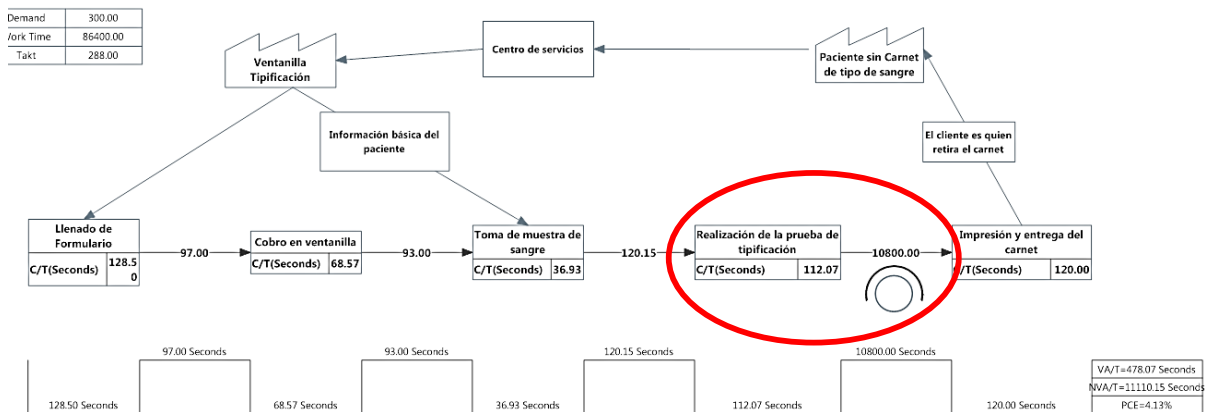 Demand 300.00
Work Time 86400.00
Takt 288.00
Ventanilla
Tipificación
Centro de servicios
Paciente sin Carnet
de tipo de sangre
Información básica del
paciente
El cliente es quien
retira el carnet
Llenado de
Formulario
C/T(Seconds) 128.5
0
97.00
Cobro en ventanilla
C/T(Seconds) 68.57
93.00
Toma de muestra de
sangre
C/T(Seconds) 36.93
120.15
Realización de la prueba de
tipificación
C/T(Seconds) 112.07
10800.00
Impresión y entrega del
carnet
C/T(Seconds) 120.00
97.00 Seconds
93.00 Seconds
120.15 Seconds
10800.00 Seconds
128.50 Seconds
68.57 Seconds
36.93 Seconds
112.07 Seconds
120.00 Seconds
VA/T=478.07 Seconds
NVA/T=11110.15 Seconds
PCE=4.13%